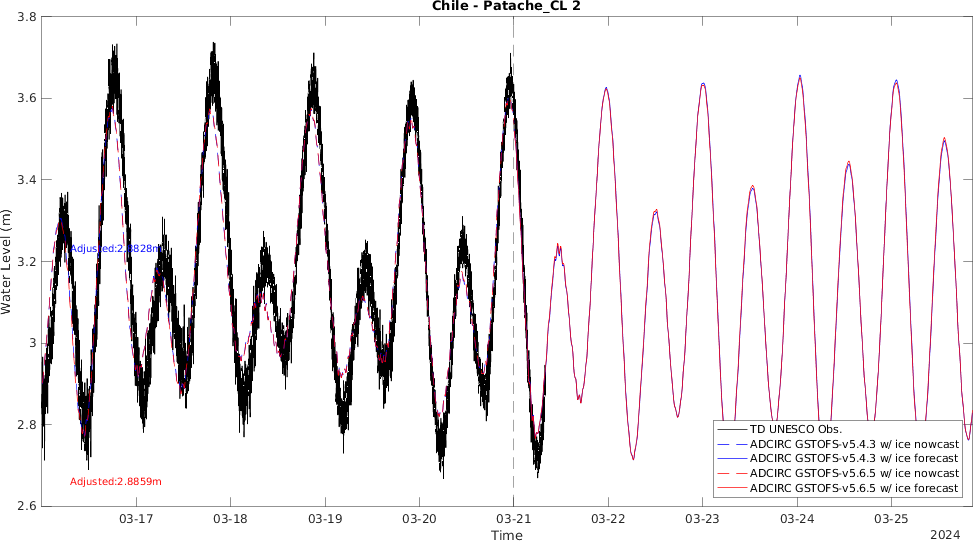 Chile - Patache_CL 2
3.8
3.6
3.4
3.2
3
2.8
2.6
Water Level (m)
Adjusted:2.8828m
Adjusted:2.8859m
TD UNESCO Obs.
ADCIRC GSTOFS-v5.4.3 w/ ice nowcast
ADCIRC GSTOFS-v5.4.3 w/ ice forecast
ADCIRC GSTOFS-v5.6.5 w/ ice nowcast
ADCIRC GSTOFS-v5.6.5 w/ ice forecast
03-17 03-18 03-19 03-20 03-21 03-22 03-23 03-24 03-25
Time
2024